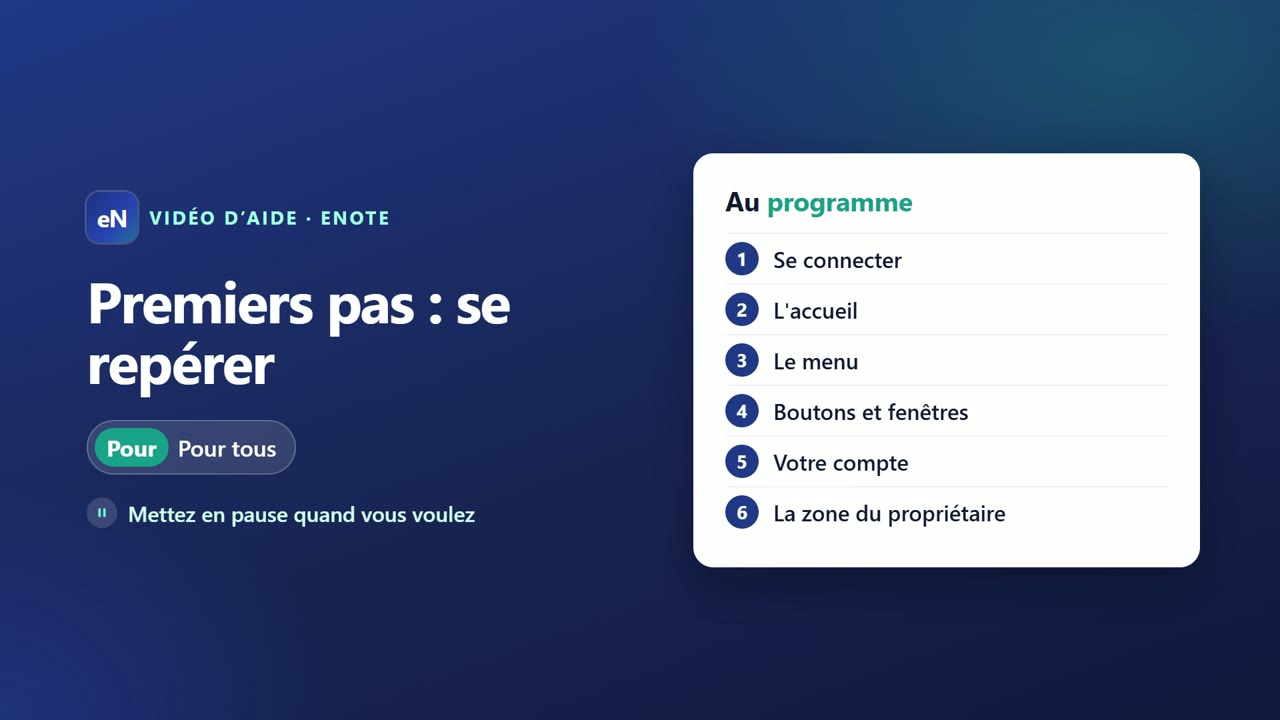 eN
VIDÉO D’AIDE · ENOTE
Premiers pas : se
repérer
Pour Pour tous
Mettez en pause quand vous voulez
Au programme
1 Se connecter
2 L'accueil
3 Le menu
4 Boutons et fenêtres
5 Votre compte
6 La zone du propriétaire